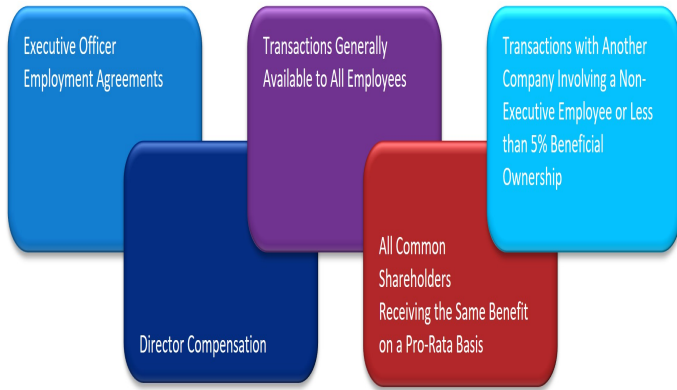 Executive Officer
Employment Agreements
Director Compensation
Transactions Generally
Available to All Employees
All Common
Shareholders
Receiving the Same Benefit
on a Pro-Rata Basis
Transactions with Another
Company Involving a Non-
Executive Employee or Less
than 5% Beneficial
Ownership